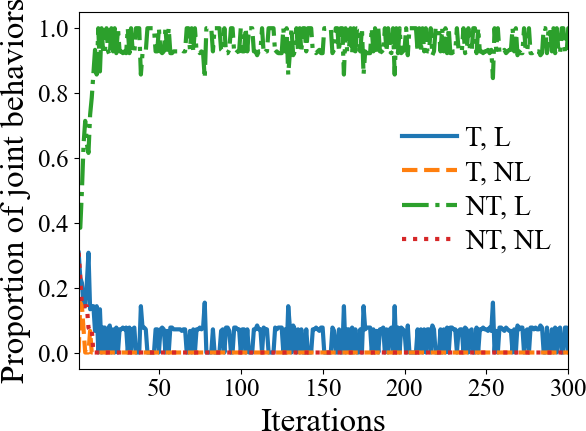 Proportion of joint behaviors
1.0
0.8
0.6
0.4
0.2
0.0
T, L
T, NL
NT, L
NT, NL
50 100 150 200 250 300
Iterations